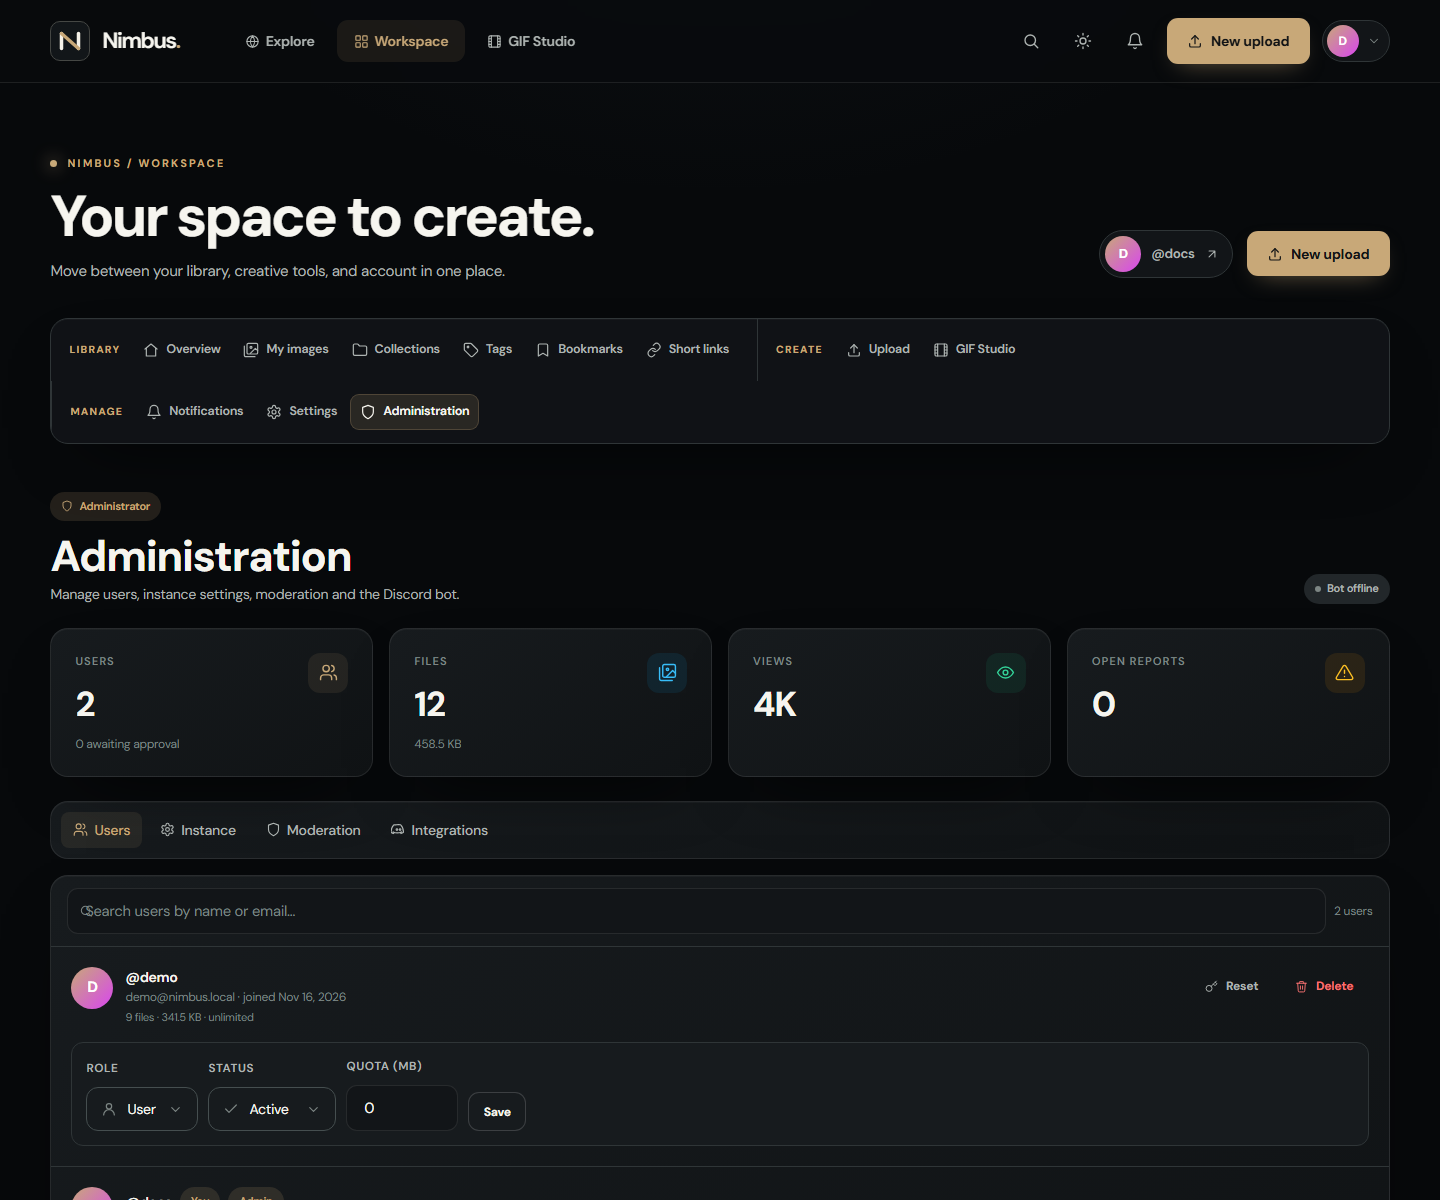 Nimbus.
Explore
Workspace
GIF Studio
New upload
D
NIMBUS / WORKSPACE
Your space to create.
Move between your library, creative tools, and account in one place.
D
@docs
New upload
LIBRARY
Overview
My images
Collections
Tags
Bookmarks
Short links
CREATE
Upload
GIF Studio
MANAGE
Notifications
Settings
Administration
Administrator
Administration
Manage users, instance settings, moderation and the Discord bot.
Bot offline
USERS
2
0 awaiting approval
FILES
12
458.5 KB
VIEWS
4K
OPEN REPORTS
0
Users
Instance
Moderation
Integrations
Search users by name or email...
2 users
D
@demo
demo@nimbus.local · joined Nov 16, 2026
9 files · 341.5 KB · unlimited
Reset
Delete
ROLE
User
STATUS
Active
QUOTA (MB)
0
Save